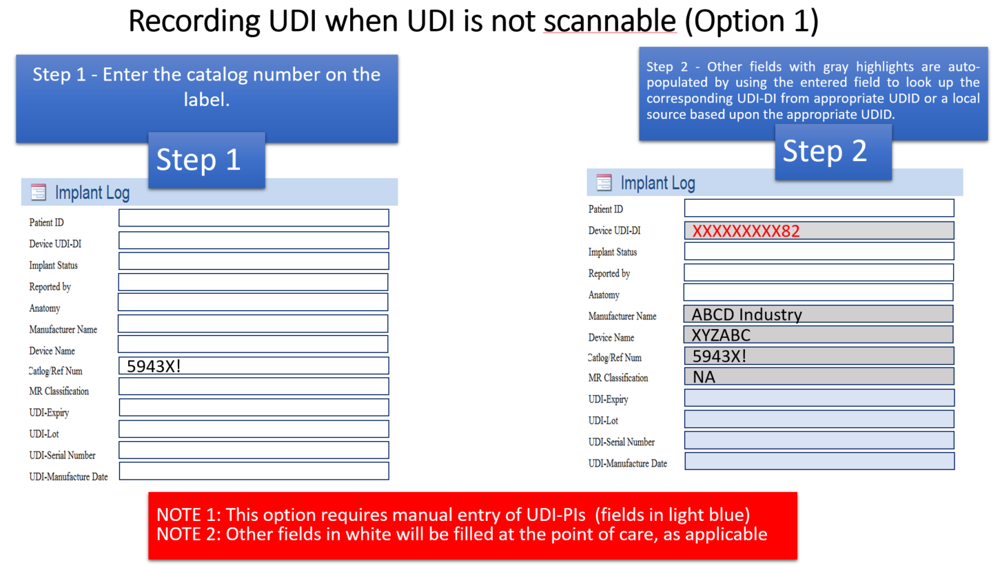 Recording UDI when UDI is not scannable (Option 1)
Step 1 - Enter the catalog number on the
label.
Step 1
Implant Log
Patient ID
Device UDI-DI
Implant Status
Reported by
Anatomy
Manufacturer Name
Device Name
Catlog/Ref Num 5943X!
MR Classification
UDI-Expiry
UDI-Lot
UDI-Serial Number
UDI-Manufacture Date
Step 2 - Other fields with gray highlights are auto-
populated by using the entered field to look up the
corresponding UDI-DI from appropriate UDID or a local
source based upon the appropriate UDID.
Step 2
Implant Log
Patient ID
Device UDI-DI XXXXXXXXX82
Implant Status
Reported by
Anatomy
Manufacturer Name ABCD Industry
Device Name XYZABC
Catlog/Ref Num 5943X!
MR Classification NA
UDI-Expiry
UDI-Lot
UDI-Serial Number
UDI-Manufacture Date
NOTE 1: This option requires manual entry of UDI-PIs (fields in light blue)
NOTE 2: Other fields in white will be filled at the point of care, as applicable